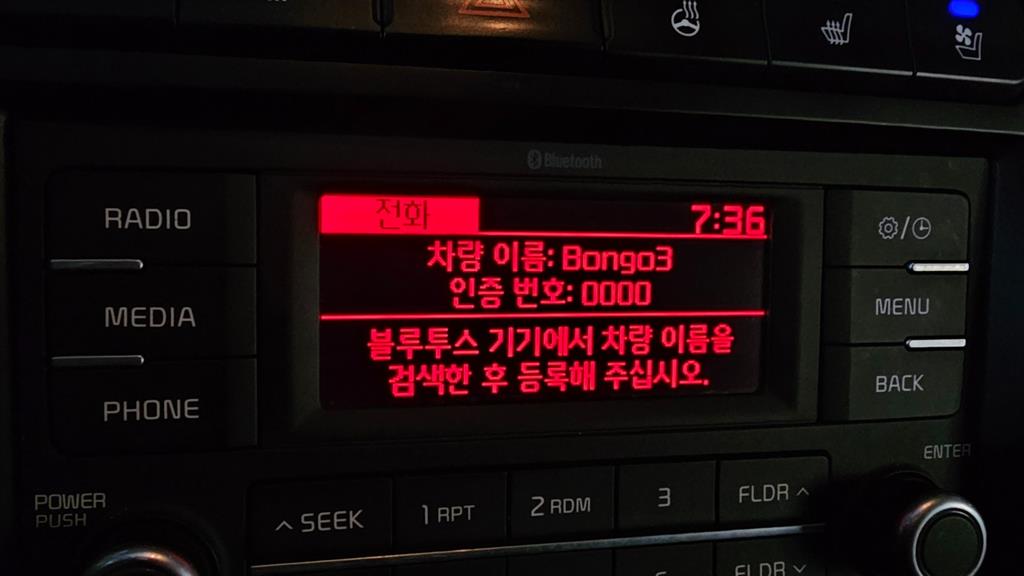 Bluetooth
전화 7:36
차량 이름: Bongo3
인증 번호: 0000
블루투스 기기에서 차량 이름을
검색한 후 등록해 주십시오.
RADIO
MEDIA
PHONE
MENU
BACK
ENTER
POWER
PUSH
SEEK
1 RPT
2 RDM
3
FLDR
FLDR